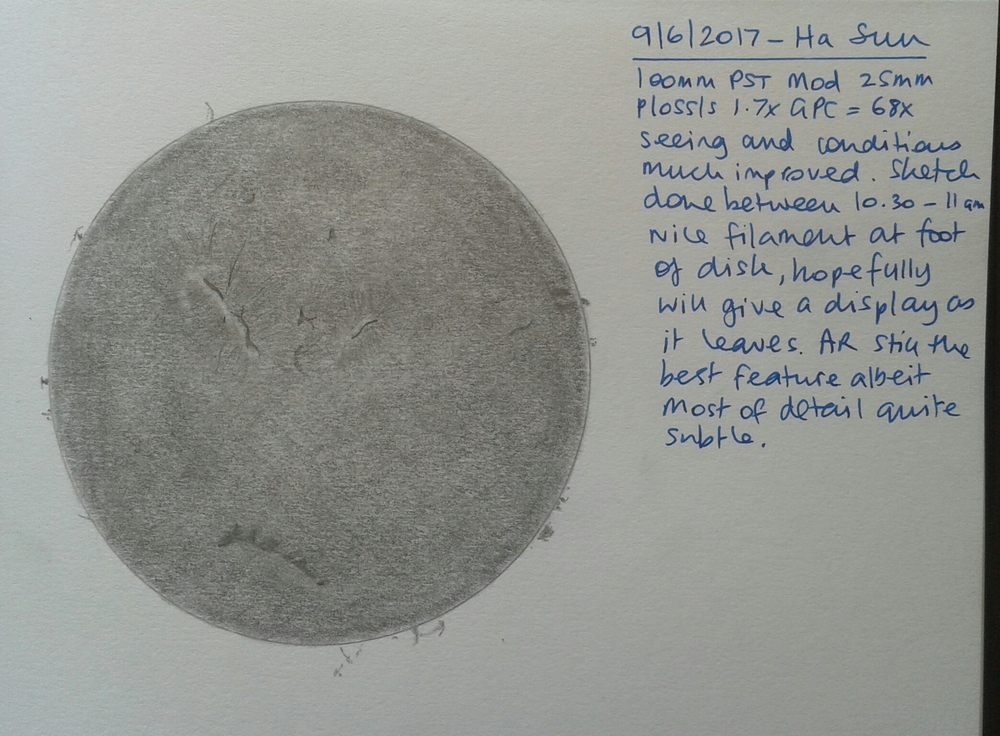 9/6/2017 - Ha Sun
100mm PST Mod 25mm
plossls 1.7x GPC = 68x
seeing and conditions
much improved. Sketch
done between 10.30 - 11am
Nice filament at foot
of disk, hopefully
will give a display as
it leaves. AR still the
best feature albeit
most of detail quite
subtle.